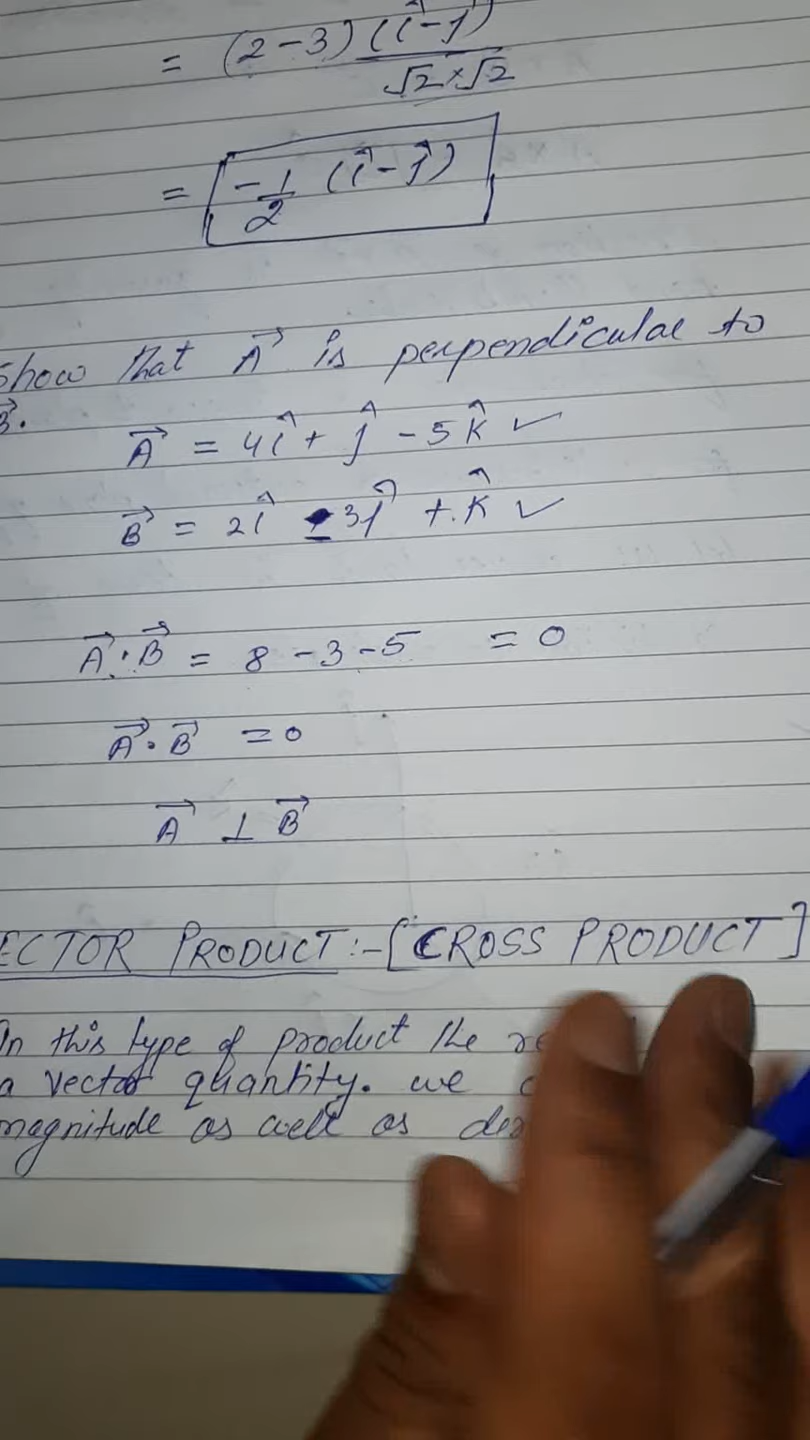 = (2-3) (î-ĵ)
√2×√2
= -1/2 (î-ĵ)
Show that A⃗ is perpendicular to
B⃗.
A⃗ = 4î + ĵ - 5k̂ ✓
B⃗ = 2î - 3ĵ + k̂ ✓
A⃗·B⃗ = 8 -3 -5 = 0
A⃗·B⃗ = 0
A⃗ ⊥ B⃗
ECTOR PRODUCT:-[CROSS PRODUCT]
In this type of product the
a vector quantity. we
magnitude as well as